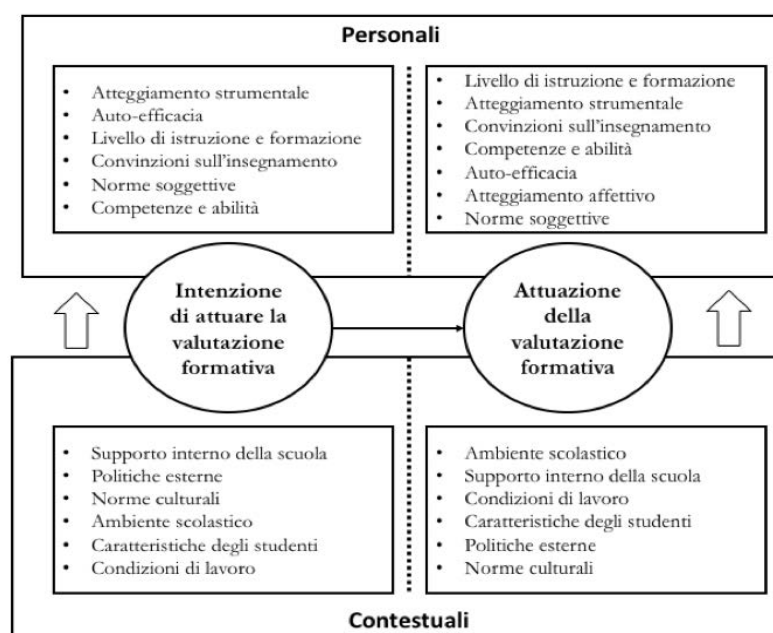 Personali
• Atteggiamento strumentale
• Auto-efficacia
• Livello di istruzione e formazione
• Convinzioni sull'insegnamento
• Norme soggettive
• Competenze e abilità
• Livello di istruzione e formazione
• Atteggiamento strumentale
• Convinzioni sull'insegnamento
• Competenze e abilità
• Auto-efficacia
• Atteggiamento affettivo
• Norme soggettive
Intenzione
di attuare la
valutazione
formativa
Attuazione
della
valutazione
formativa
• Supporto interno della scuola
• Politiche esterne
• Norme culturali
• Ambiente scolastico
• Caratteristiche degli studenti
• Condizioni di lavoro
• Ambiente scolastico
• Supporto interno della scuola
• Condizioni di lavoro
• Caratteristiche degli studenti
• Politiche esterne
• Norme culturali
Contestuali